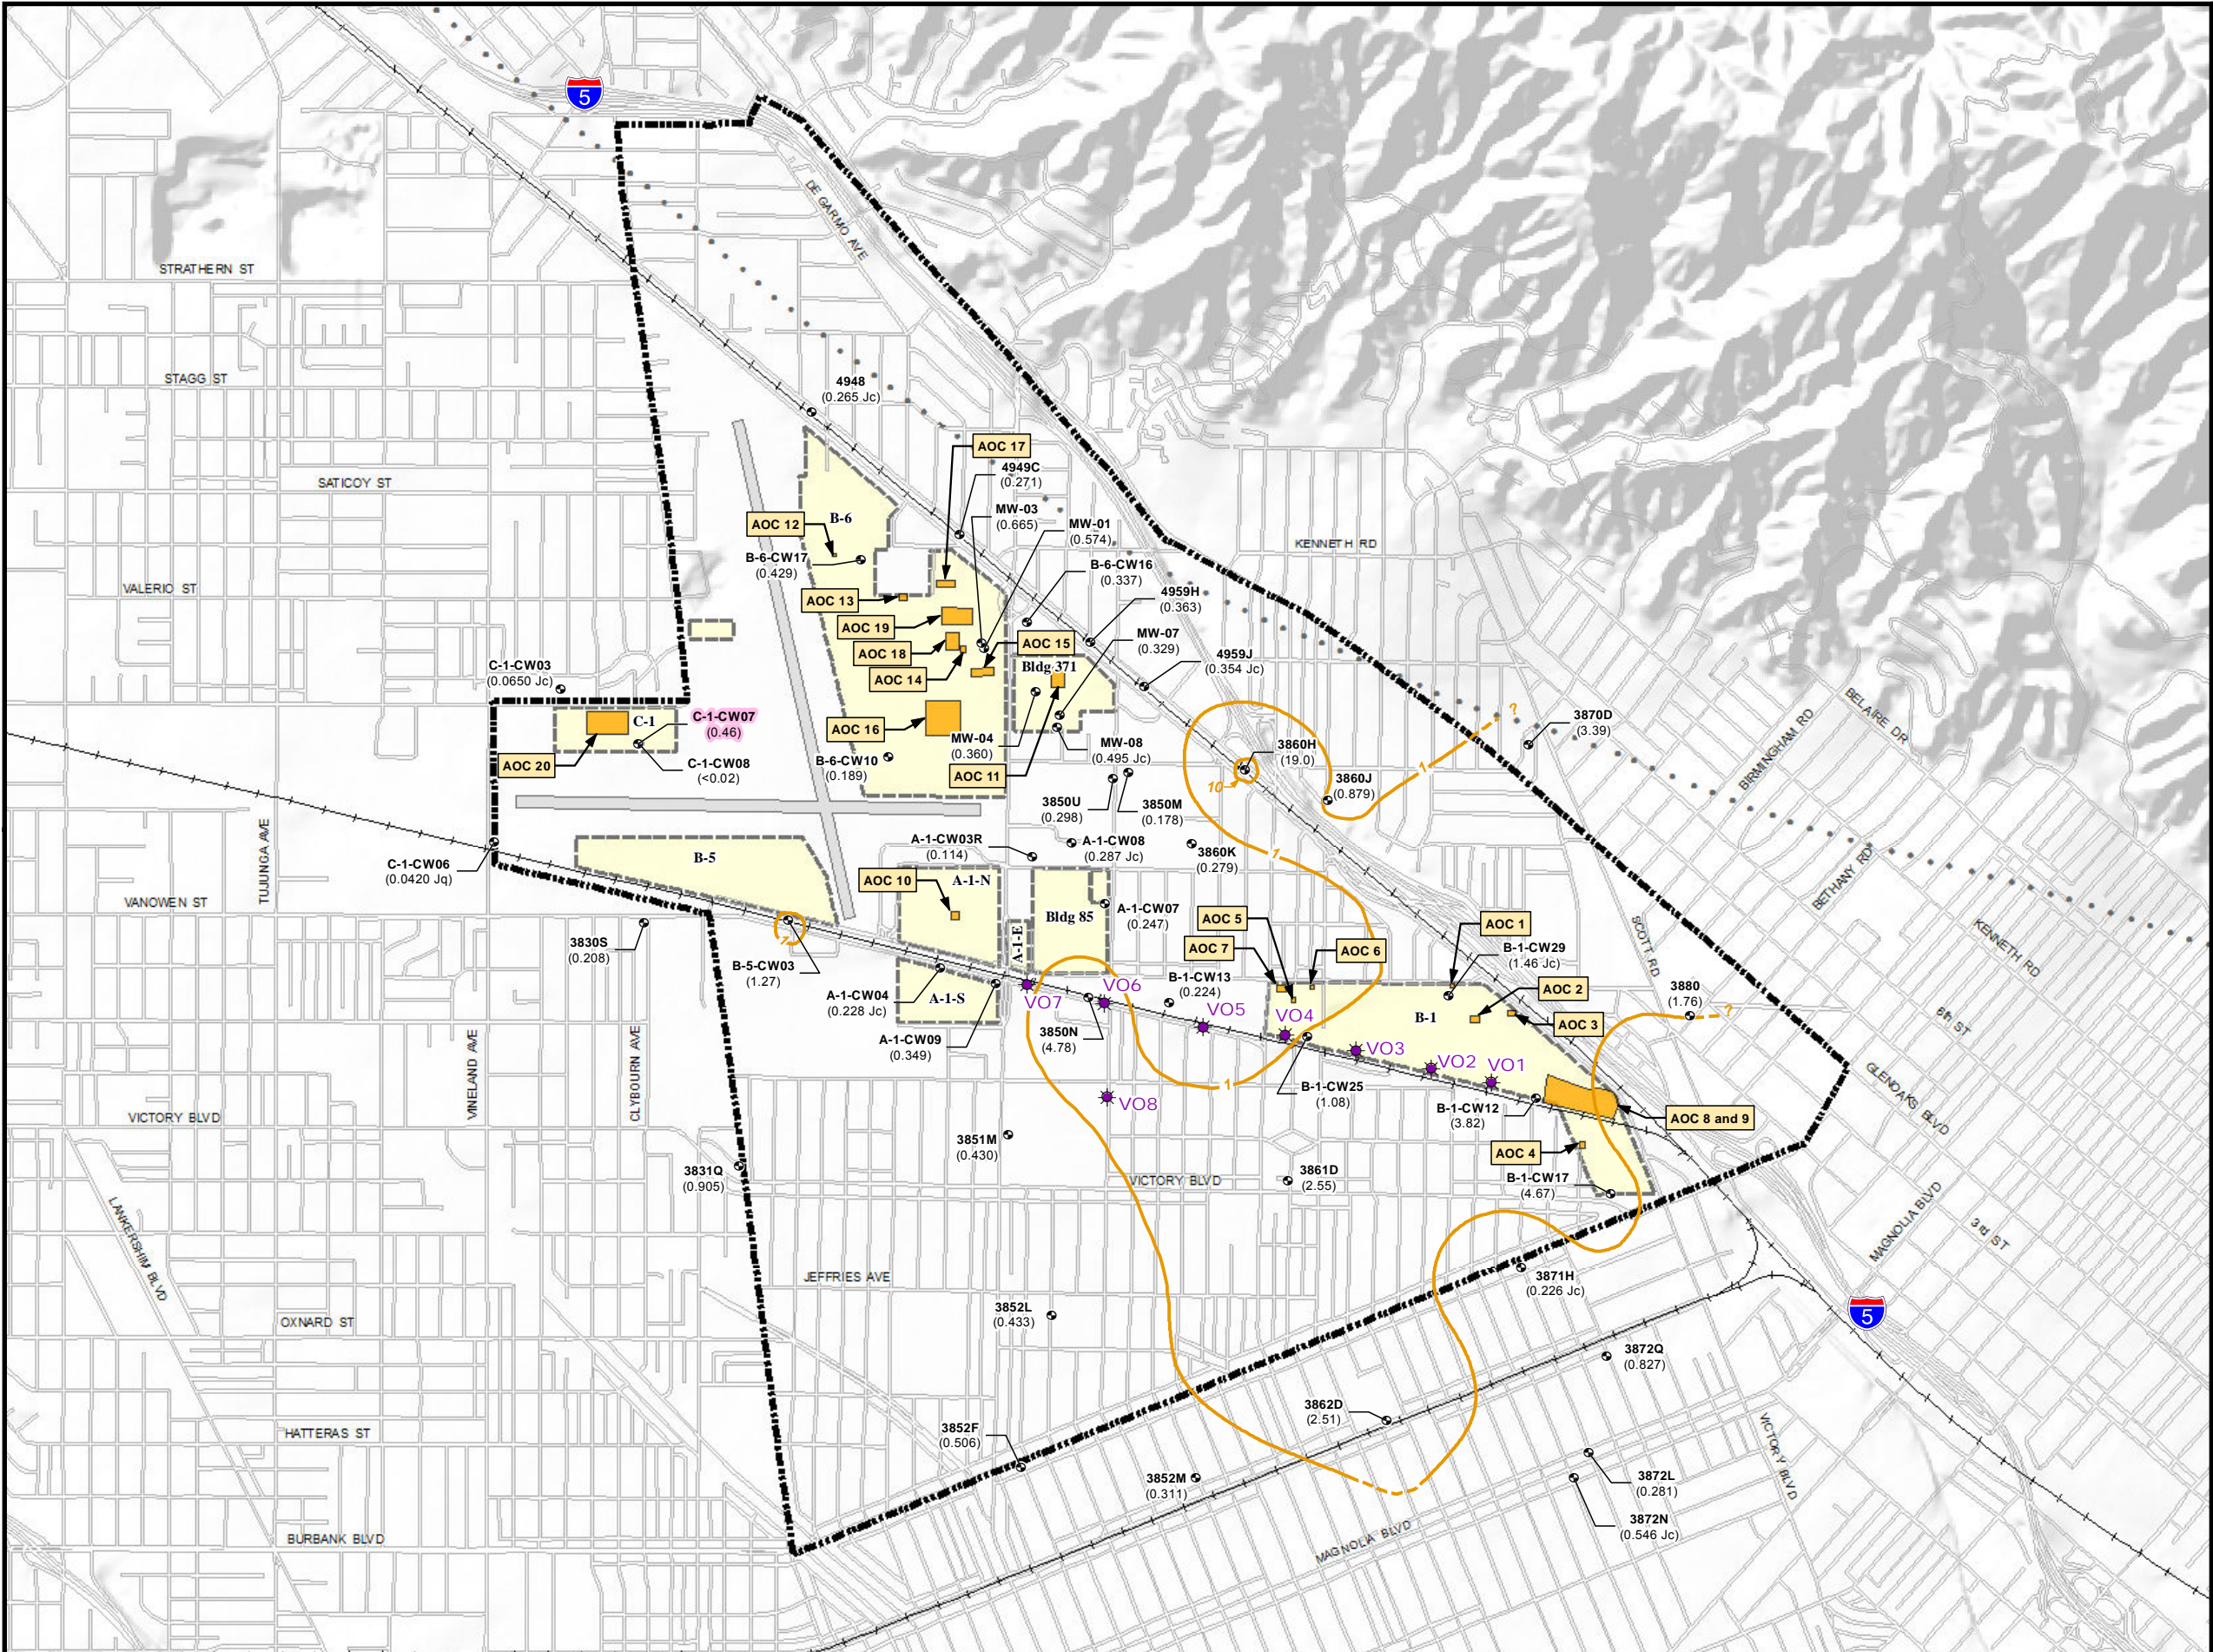 5
DE GARMO AVE
STRATHERN ST
STAGG ST
4948
(0.265 Jc)
AOC 17
4949C
(0.271)
SATICOY ST
MW-03
(0.665)
AOC 12
B-6
MW-01
(0.574)
KENNETH RD
B-6-CW17
(0.429)
B-6-CW16
(0.337)
VALERIO ST
AOC 13
4959H
(0.363)
AOC 19
AOC 15
MW-07
(0.329)
AOC 18
4959J
(0.354 Jc)
C-1-CW03
(0.0650 Jc)
Bldg 371
AOC 14
BELAIRE DR
C-1
C-1-CW07
(0.46)
AOC 16
MW-04
(0.360)
MW-08
(0.495 Jc)
?
3870D
(3.39)
BIRMINGHAM RD
AOC 20
C-1-CW08
(<0.02)
B-6-CW10
(0.189)
AOC 11
3860H
(19.0)
1
10
3860J
(0.879)
3850U
(0.298)
3850M
(0.178)
TUJUNGA AVE
C-1-CW06
(0.0420 Jq)
B-5
A-1-CW03R
(0.114)
A-1-CW08
(0.287 Jc)
3860K
(0.279)
1
BETHANY RD
AOC 10
A-1-N
VANOWEN ST
Bldg 85
A-1-CW07
(0.247)
AOC 5
AOC 1
3830S
(0.208)
1
A-1-E
AOC 7
AOC 6
B-1-CW29
(1.46 Jc)
SCOTT RD
KENNETH RD
B-5-CW03
(1.27)
B-1-CW13
(0.224)
AOC 2
3880
(1.76)
?
A-1-CW04
(0.228 Jc)
A-1-S
VO7
VO6
VO5
VO4
B-1
AOC 3
6th ST
A-1-CW09
(0.349)
3850N
(4.78)
VO3
VO2
VO1
GLENOAKS BLVD
VINELAND AVE
CLYBOURN AVE
1
B-1-CW25
(1.08)
VO8
B-1-CW12
(3.82)
AOC 8 and 9
VICTORY BLVD
3851M
(0.430)
AOC 4
3831Q
(0.905)
VICTORY BLVD
3861D
(2.55)
B-1-CW17
(4.67)
MAGNOLIA BLVD
3rd ST
LANKERSHIM BLVD
JEFFRIES AVE
3871H
(0.226 Jc)
5
OXNARD ST
3852L
(0.433)
3872Q
(0.827)
HATTERAS ST
3852F
(0.506)
3862D
(2.51)
VICTORY BLVD
3852M
(0.311)
3872L
(0.281)
BURBANK BLVD
MAGNOLIA BLVD
3872N
(0.546 Jc)